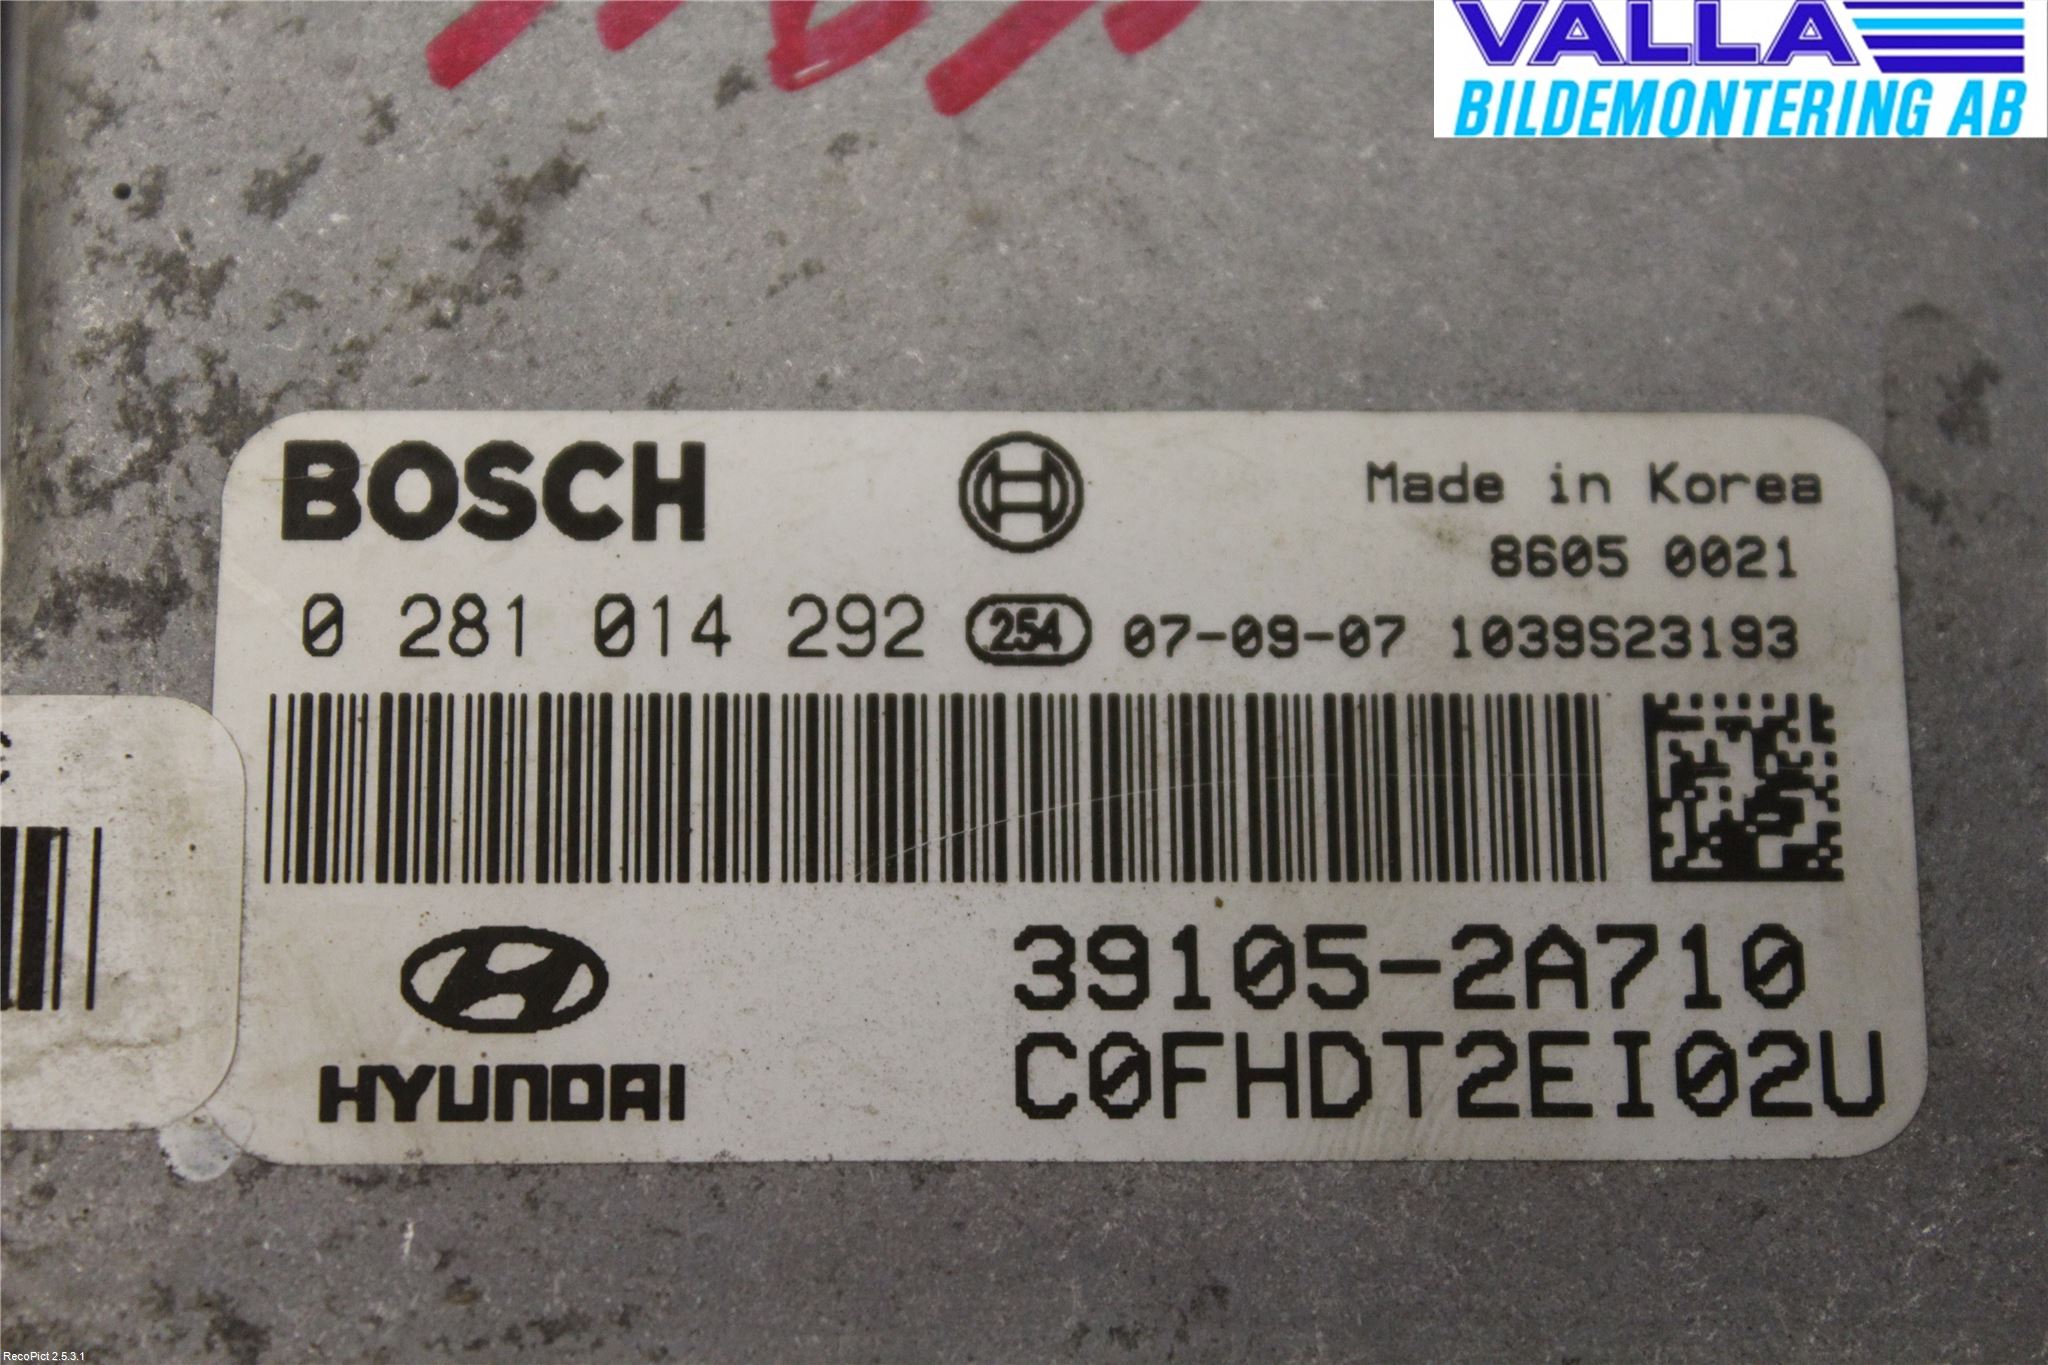 VALLA
BILDEMONTERING AB
BOSCH
Made in Korea
8605 0021
0 281 014 292 254 07-09-07 1039S23193
39105-2A710
HYUNDAI C0FHDT2EI02U
RecoPict 2.5.3.1